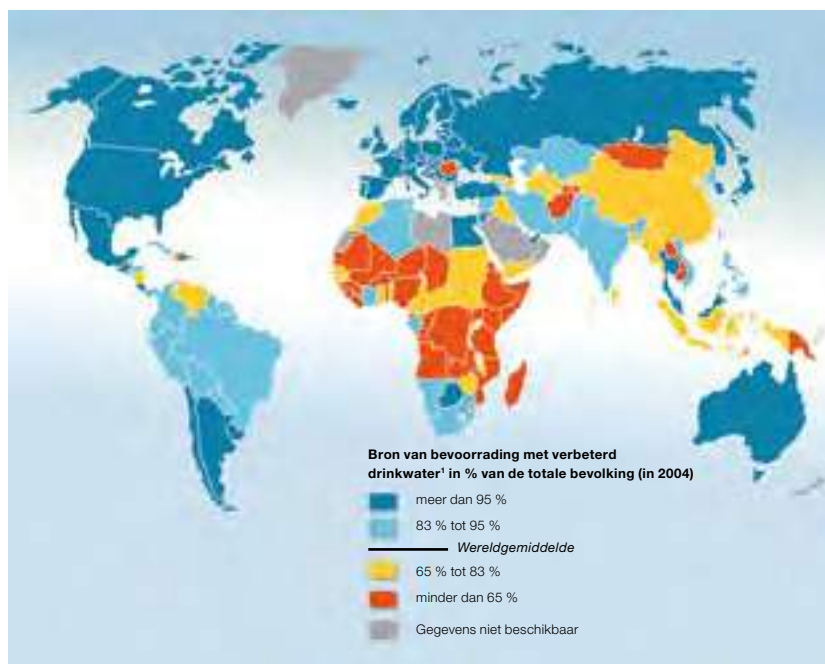 Bron van bevoorrading met verbeterd
drinkwater¹ in % van de totale bevolking (in 2004)
meer dan 95 %
83 % tot 95 %
Wereldgemiddelde
65 % tot 83 %
minder dan 65 %
Gegevens niet beschikbaar